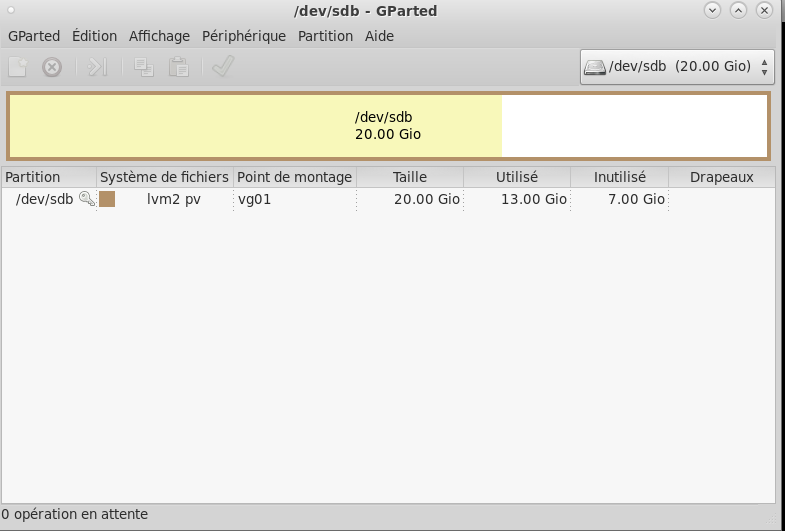 /dev/sdb - GParted
GParted Édition Affichage Périphérique Partition Aide
/dev/sdb (20.00 Gio)
/dev/sdb
20.00 Gio
Partition Système de fichiers Point de montage Taille Utilisé Inutilisé Drapeaux
/dev/sdb lvm2 pv vg01 20.00 Gio 13.00 Gio 7.00 Gio
0 opération en attente